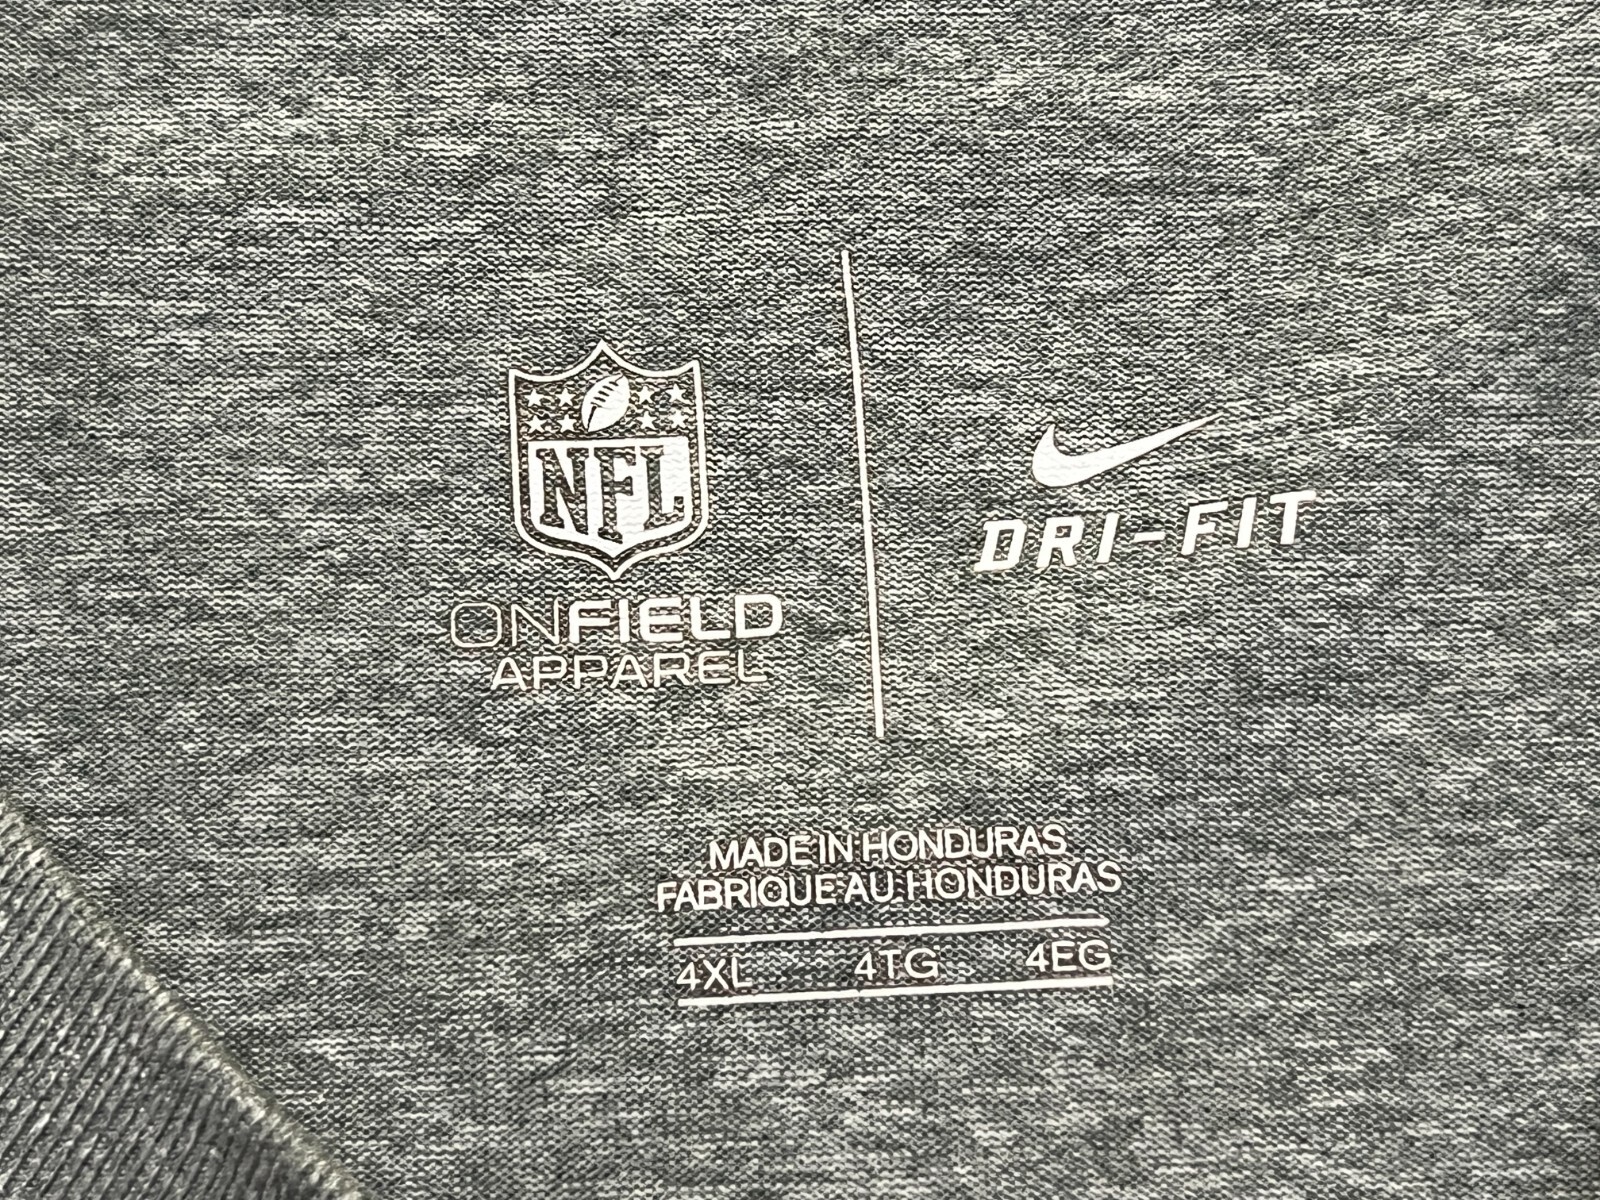 NFL
ONFIELD
APPAREL
DRI-FIT
MADE IN HONDURAS
FABRIQUE AU HONDURAS
4XL 4TG 4EG